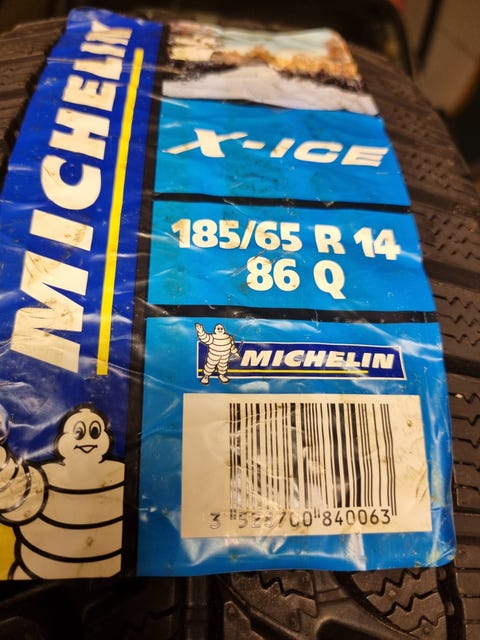 MICHELIN
X-ICE
185/65 R 14
86 Q
MICHELIN
3 528700 840063